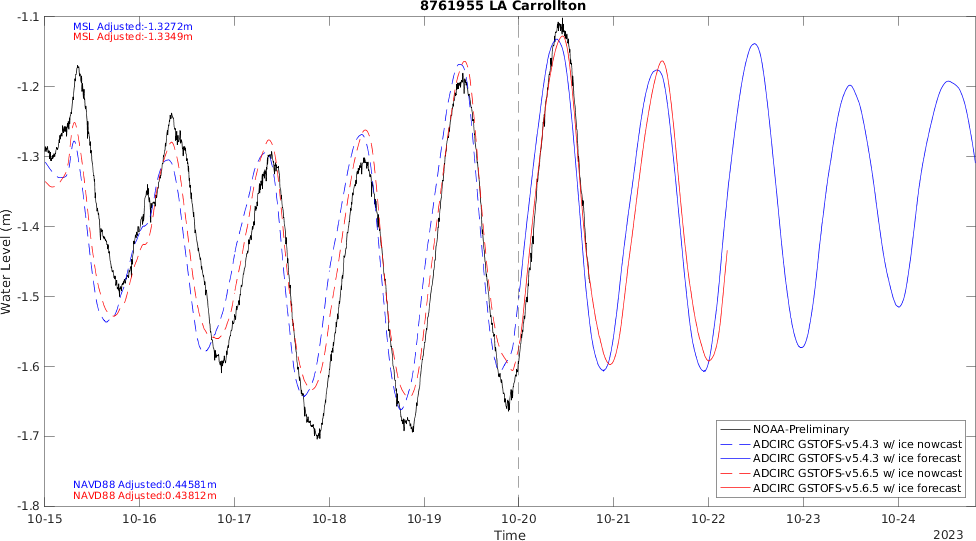 8761955 LA Carrollton
-1.1
MSL Adjusted:-1.3272m
MSL Adjusted:-1.3349m
-1.2
-1.3
-1.4
Water Level (m)
-1.5
-1.6
-1.7
NOAA-Preliminary
ADCIRC GSTOFS-v5.4.3 w/ ice nowcast
ADCIRC GSTOFS-v5.4.3 w/ ice forecast
ADCIRC GSTOFS-v5.6.5 w/ ice nowcast
ADCIRC GSTOFS-v5.6.5 w/ ice forecast
NAVD88 Adjusted:0.44581m
NAVD88 Adjusted:0.43812m
-1.8
10-15 10-16 10-17 10-18 10-19 10-20 10-21 10-22 10-23 10-24
Time
2023